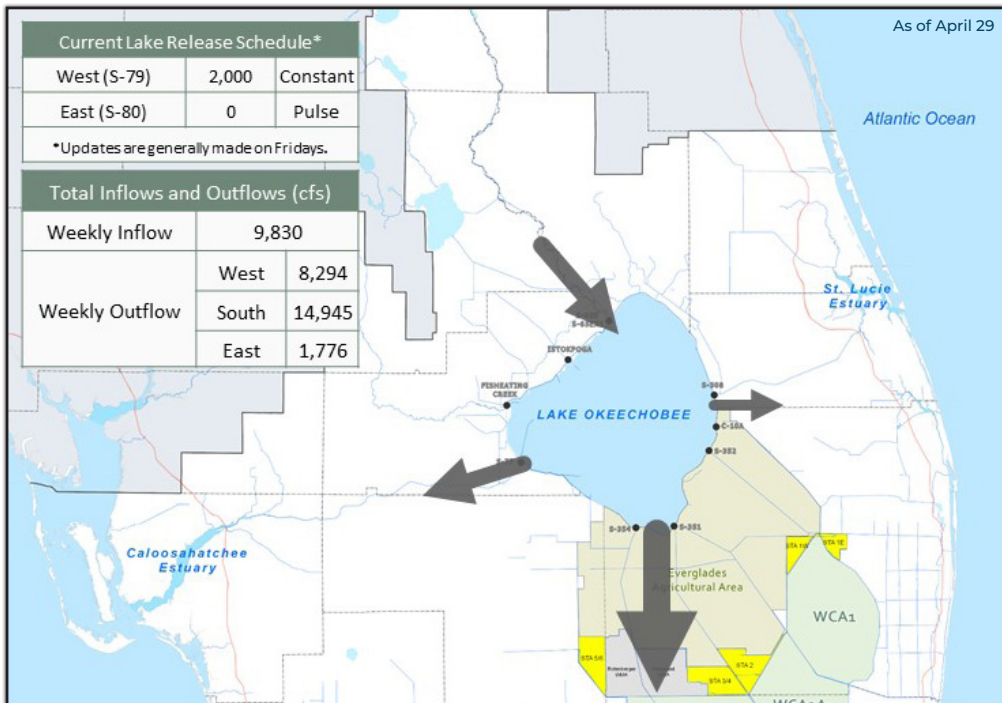 As of April 29
Current Lake Release Schedule*
West (S-79) 2,000 Constant
East (S-80) 0 Pulse
*Updates are generally made on Fridays.
Total Inflows and Outflows (cfs)
Weekly Inflow 9,830
Weekly Outflow
West 8,294
South 14,945
East 1,776
Atlantic Ocean
St. Lucie
Estuary
ISTOKPOGA
FISHEATING
CREEK
S-308
LAKE OKEECHOBEE
C-10A
S-352
S-354
S-351
Caloosahatchee
Estuary
STA 1E
Everglades
Agricultural Area
WCA1
STA 5/6
STA 2
STA 3/4